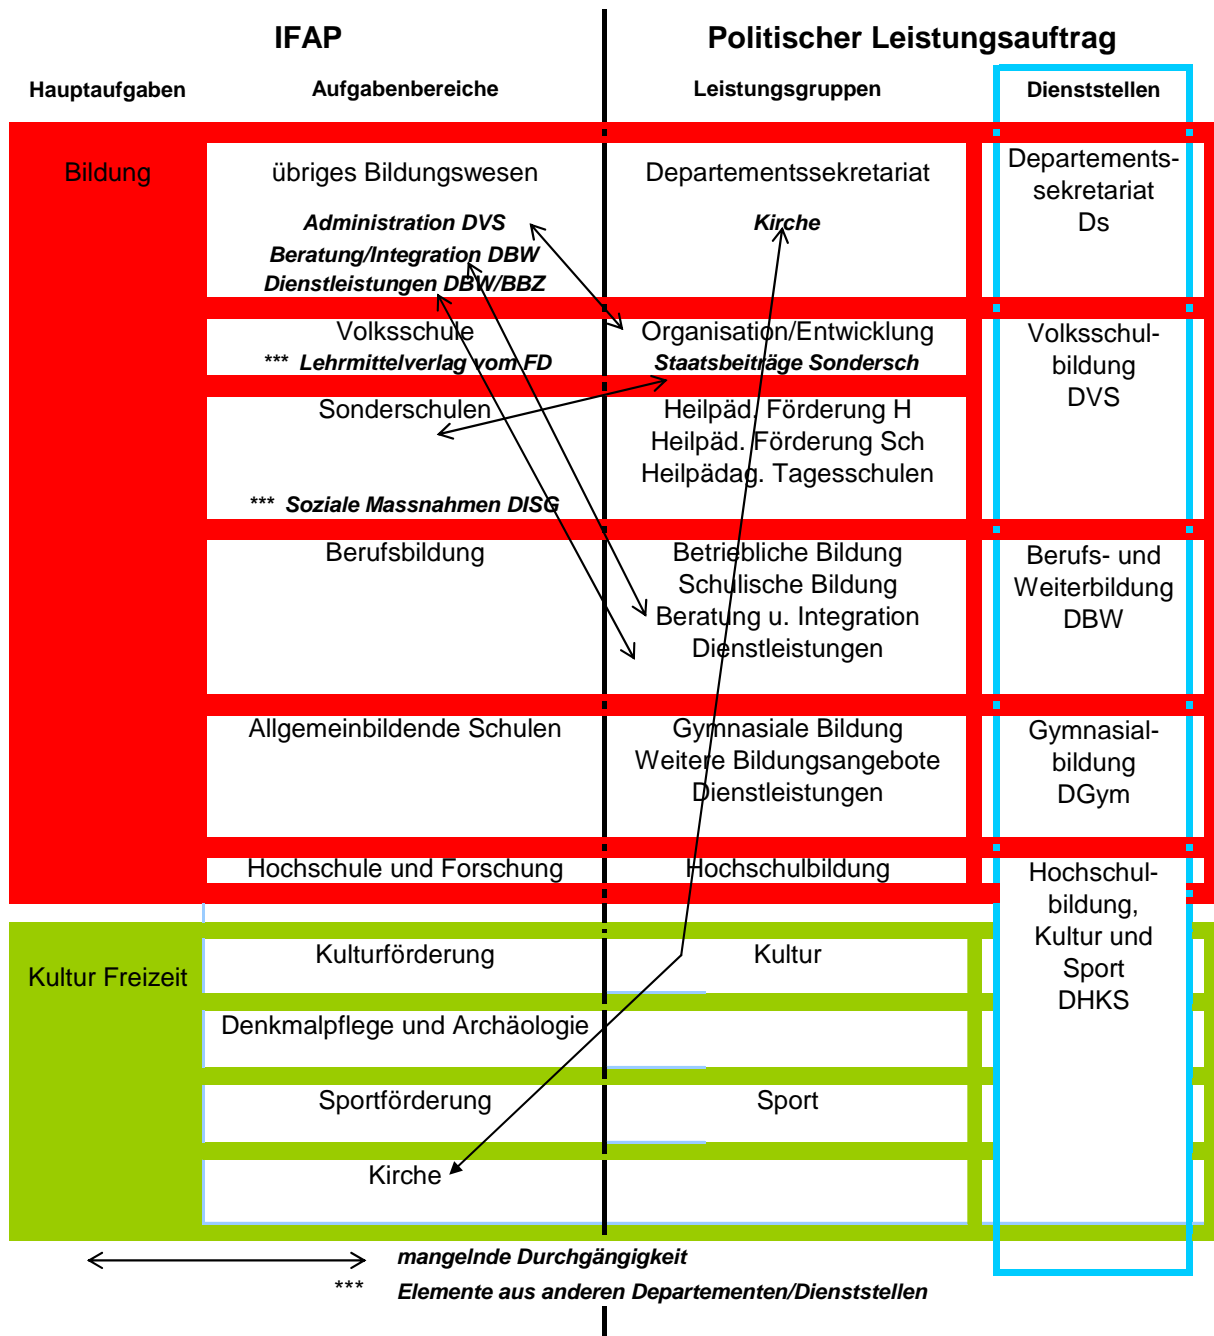 IFAP
Politischer Leistungsauftrag
Hauptaufgaben
Aufgabenbereiche
Leistungsgruppen
Dienststellen
Bildung
übriges Bildungswesen
Administration DVS
Beratung/Integration DBW
Dienstleistungen DBW/BBZ
Departementssekretariat
Kirche
Departements-
sekretariat
Ds
Volksschule
*** Lehrmittelverlag vom FD
Organisation/Entwicklung
Staatsbeiträge Sondersch
Volksschul-
bildung
DVS
Sonderschulen
*** Soziale Massnahmen DISG
Heilpäd. Förderung H
Heilpäd. Förderung Sch
Heilpädag. Tagesschulen
Berufsbildung
Betriebliche Bildung
Schulische Bildung
Beratung u. Integration
Dienstleistungen
Berufs- und
Weiterbildung
DBW
Allgemeinbildende Schulen
Gymnasiale Bildung
Weitere Bildungsangebote
Dienstleistungen
Gymnasial-
bildung
DGym
Hochschule und Forschung
Hochschulbildung
Hochschul-
bildung,
Kultur und
Sport
DHKS
Kultur Freizeit
Kulturförderung
Kultur
Denkmalpflege und Archäologie
Sportförderung
Sport
Kirche
mangelnde Durchgängigkeit
*** Elemente aus anderen Departementen/Dienststellen